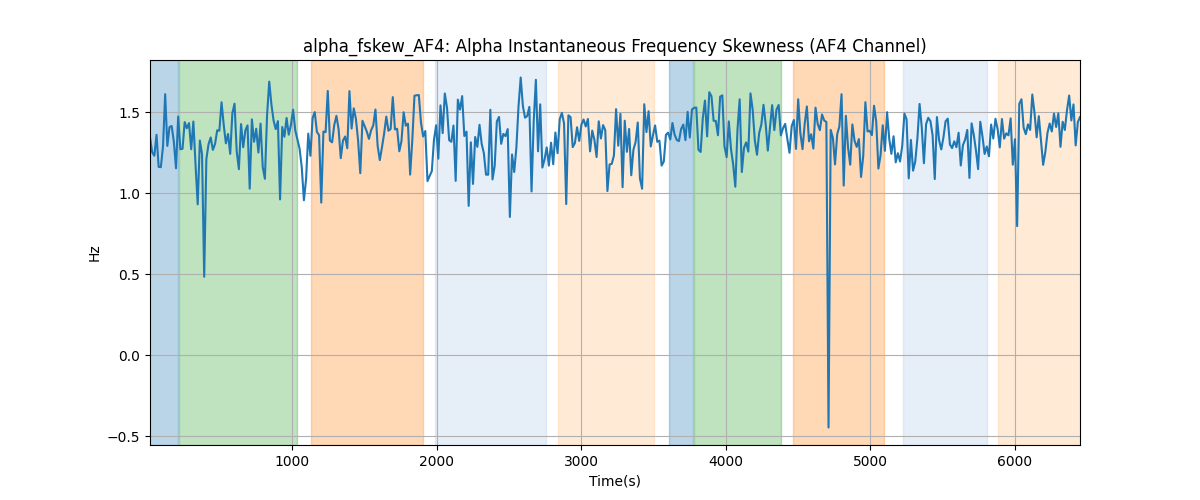 alpha_fskew_AF4: Alpha Instantaneous Frequency Skewness (AF4 Channel)
Hz
1.5
1.0
0.5
0.0
−0.5
1000 2000 3000 4000 5000 6000
Time(s)